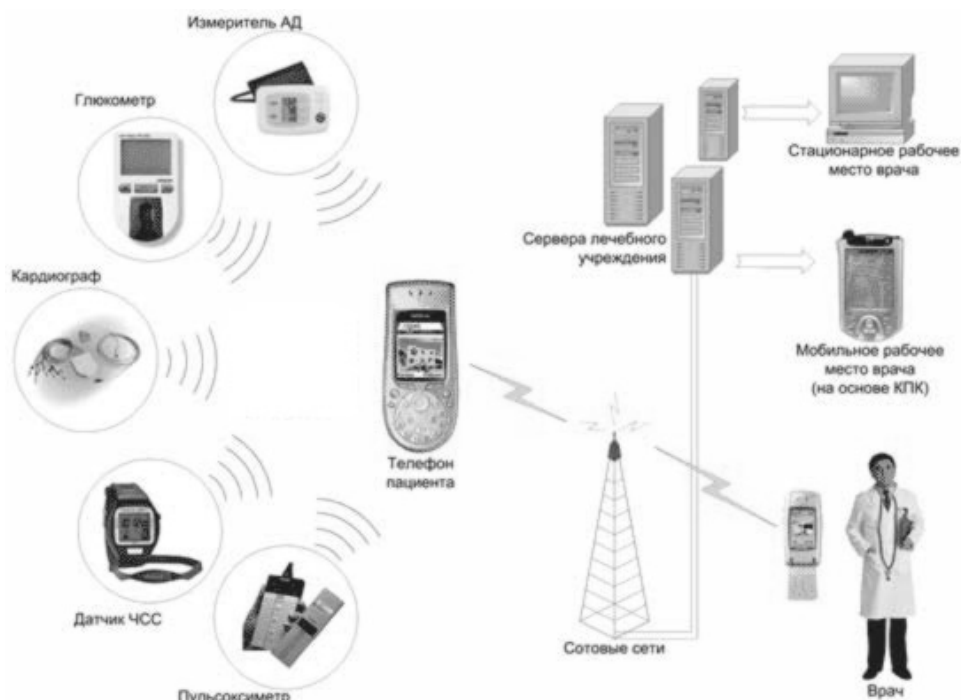 Измеритель АД
Глюкометр
Кардиограф
Датчик ЧСС
Пульсоксиметр
Телефон
пациента
Сервера лечебного
учреждения
Стационарное рабочее
место врача
Мобильное рабочее
место врача
(на основе КПК)
Сотовые сети
Врач